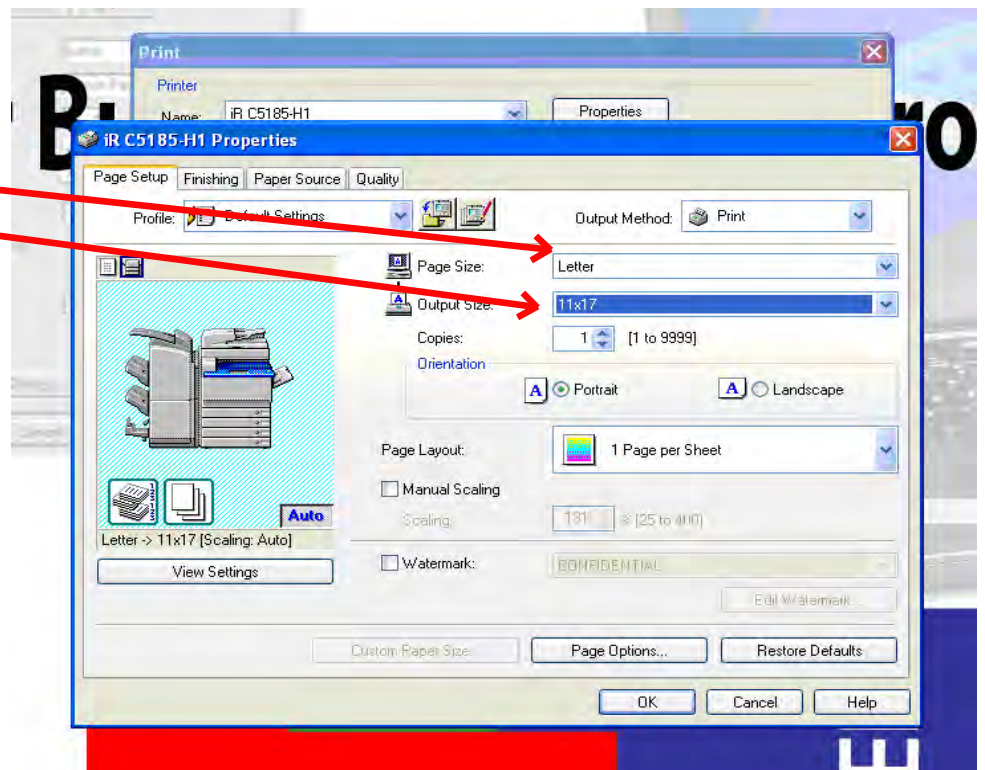 Print
Printer
Name: iR C5185-H1 Properties
B ro
iR C5185-H1 Properties
Page Setup Finishing Paper Source Quality
Profile: Default Settings Output Method: Print
Page Size: Letter
Output Size: 11x17
Copies: 1 [1 to 9999]
Orientation
A Portrait A Landscape
Page Layout: 1 Page per Sheet
Manual Scaling
Scaling: 131 % [25 to 400]
Auto
Letter -> 11x17 [Scaling: Auto]
View Settings
Watermark: CONFIDENTIAL
Edit Watermark...
Custom Paper Size... Page Options... Restore Defaults
OK Cancel Help